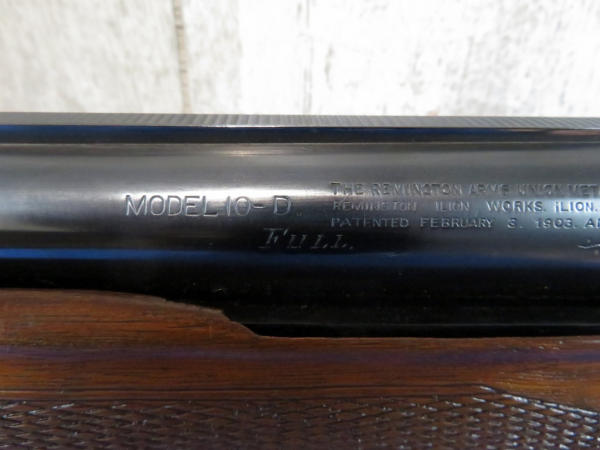 MODEL 10-D.
FULL.
THE REMINGTON ARMS UNION MET
REMINGTON ILION WORKS. ILION.
PATENTED FEBRUARY 3. 1903. A